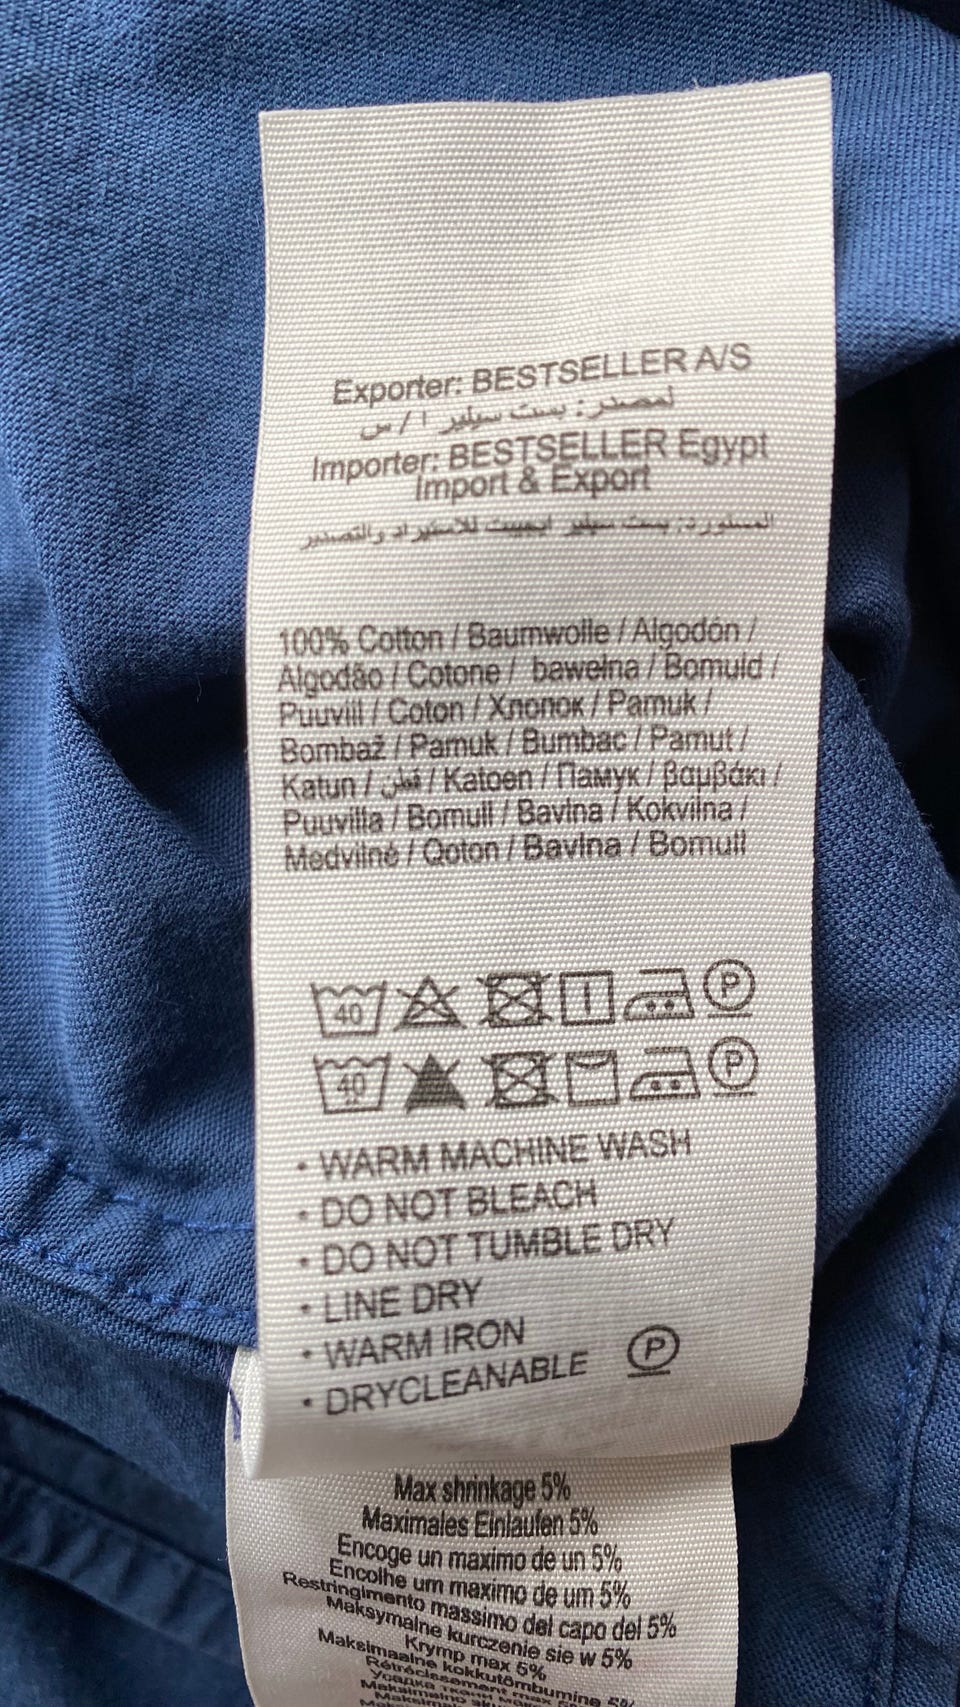 Exporter: BESTSELLER A/S
لمصدر: بست سيلير ا / س
Importer: BESTSELLER Egypt
Import & Export
المستورد: بست سيلير ايجيبت للاستيراد والتصدير
100% Cotton / Baumwolle / Algodón /
Algodão / Cotone / bawełna / Bomuld /
Puuvill / Coton / Хлопок / Pamuk /
Bombaž / Pamuk / Bumbac / Pamut /
Katun / قطن / Katoen / Памук / βαμβάκι /
Puuvilla / Bomull / Bavlna / Kokvilna /
Medvilnė / Qoton / Bavlna / Bomull
40 P
40 P
• WARM MACHINE WASH
• DO NOT BLEACH
• DO NOT TUMBLE DRY
• LINE DRY
• WARM IRON
• DRYCLEANABLE P
Max shrinkage 5%
Maximales Einlaufen 5%
Encoge un maximo de un 5%
Encolhe um maximo de um 5%
Restringimento massimo del capo del 5%
Maksymalne kurczenie sie w 5%
Krymp max 5%
Maksimaalne kokkutõmbumine 5%
Rétrécissement max